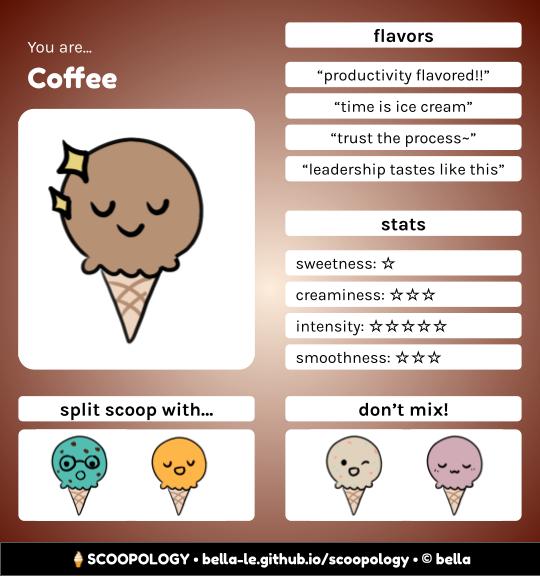 You are...
Coffee
flavors
“productivity flavored!!”
“time is ice cream”
“trust the process~”
“leadership tastes like this”
stats
sweetness: ☆
creaminess: ☆☆☆
intensity: ☆☆☆☆☆
smoothness: ☆☆☆
split scoop with...
don’t mix!
🍦SCOOPOLOGY • bella-le.github.io/scoopology • © bella